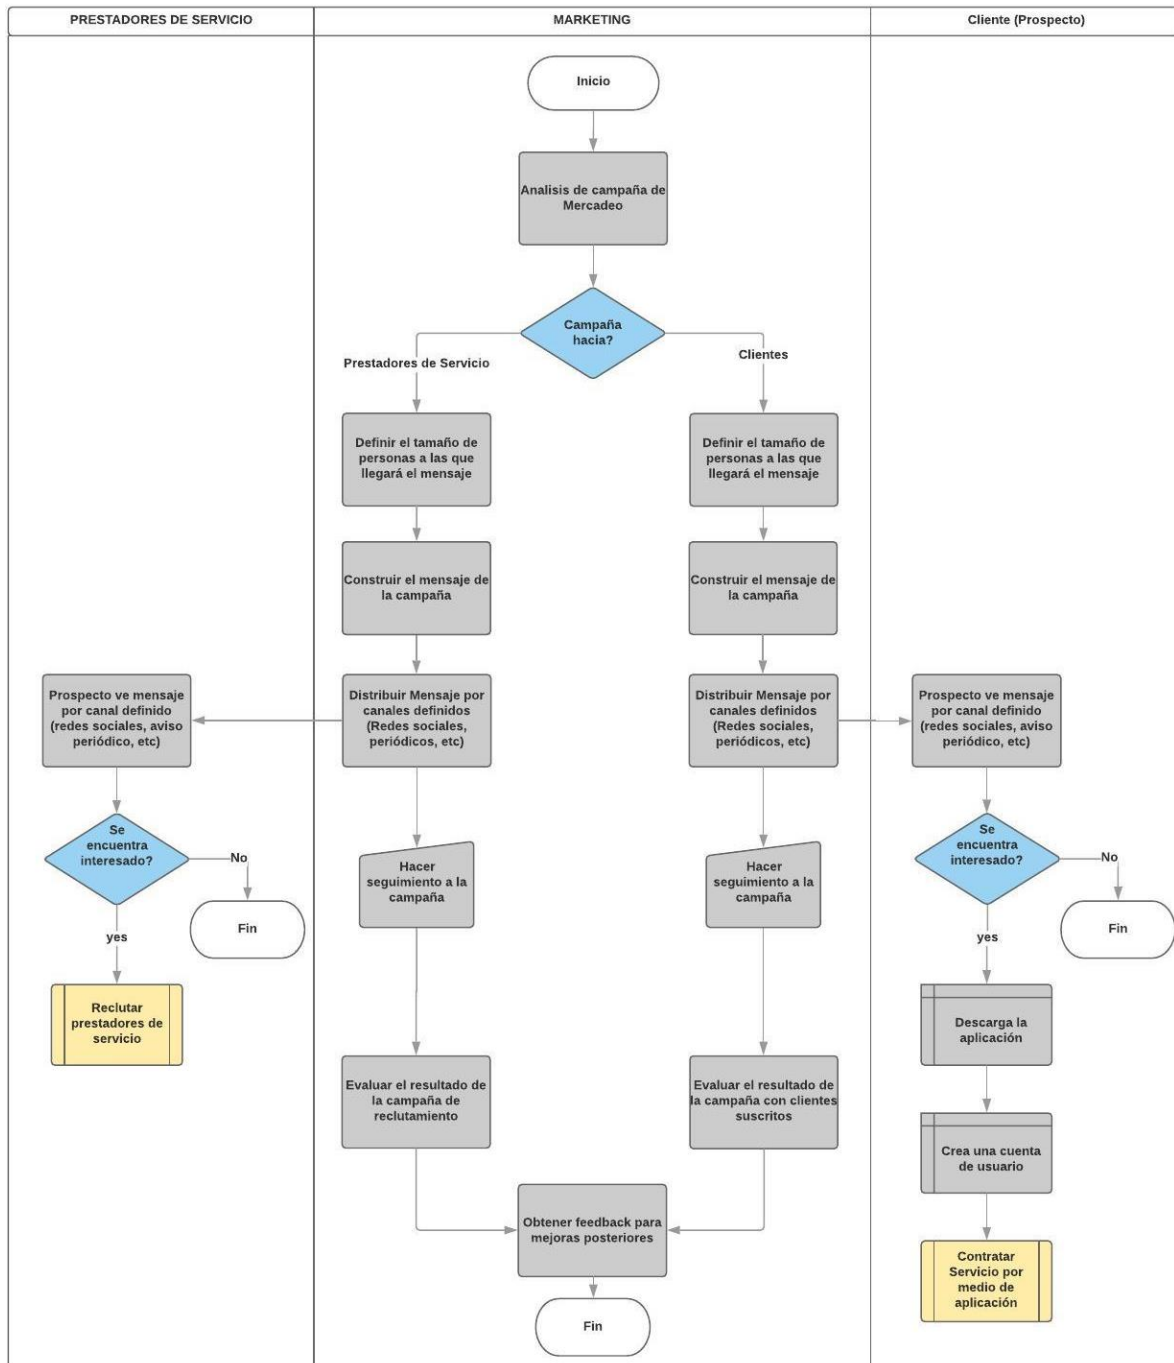 PRESTADORES DE SERVICIO
MARKETING
Cliente (Prospecto)
Inicio
Analisis de campaña de
Mercadeo
Campaña
hacia?
Prestadores de Servicio
Clientes
Definir el tamaño de
personas a las que
llegará el mensaje
Definir el tamaño de
personas a las que
llegará el mensaje
Construir el mensaje de
la campaña
Construir el mensaje de
la campaña
Prospecto ve mensaje
por canal definido
(redes sociales, aviso
periódico, etc)
Distribuir Mensaje por
canales definidos
(Redes sociales,
periódicos, etc)
Distribuir Mensaje por
canales definidos
(Redes sociales,
periódicos, etc)
Prospecto ve mensaje
por canal definido
(redes sociales, aviso
periódico, etc)
Se
encuentra
interesado?
No
Fin
yes
Reclutar
prestadores de
servicio
Hacer
seguimiento a la
campaña
Hacer
seguimiento a la
campaña
Se
encuentra
interesado?
No
Fin
yes
Descarga la
aplicación
Evaluar el resultado de
la campaña de
reclutamiento
Evaluar el resultado de
la campaña con clientes
suscritos
Crea una cuenta
de usuario
Obtener feedback para
mejoras posteriores
Contratar
Servicio por
medio de
aplicación
Fin